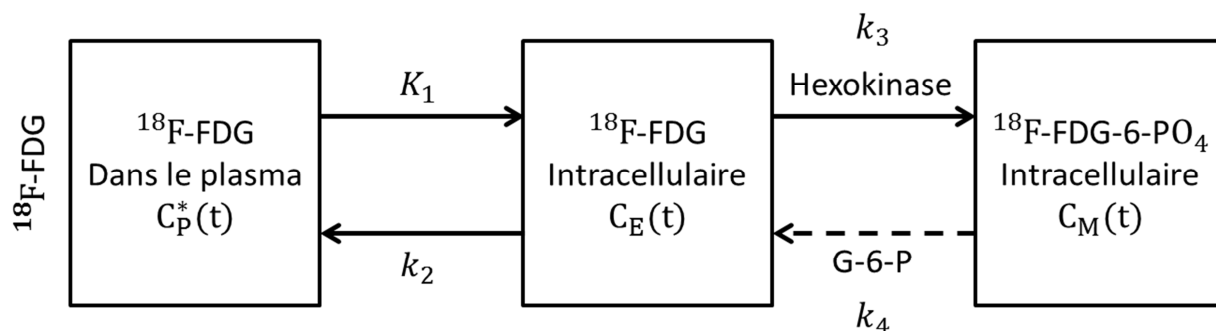 ¹⁸F-FDG
¹⁸F-FDG
Dans le plasma
C*P(t)
K₁
k₂
¹⁸F-FDG
Intracellulaire
CE(t)
k₃
Hexokinase
G-6-P
k₄
¹⁸F-FDG-6-PO₄
Intracellulaire
CM(t)